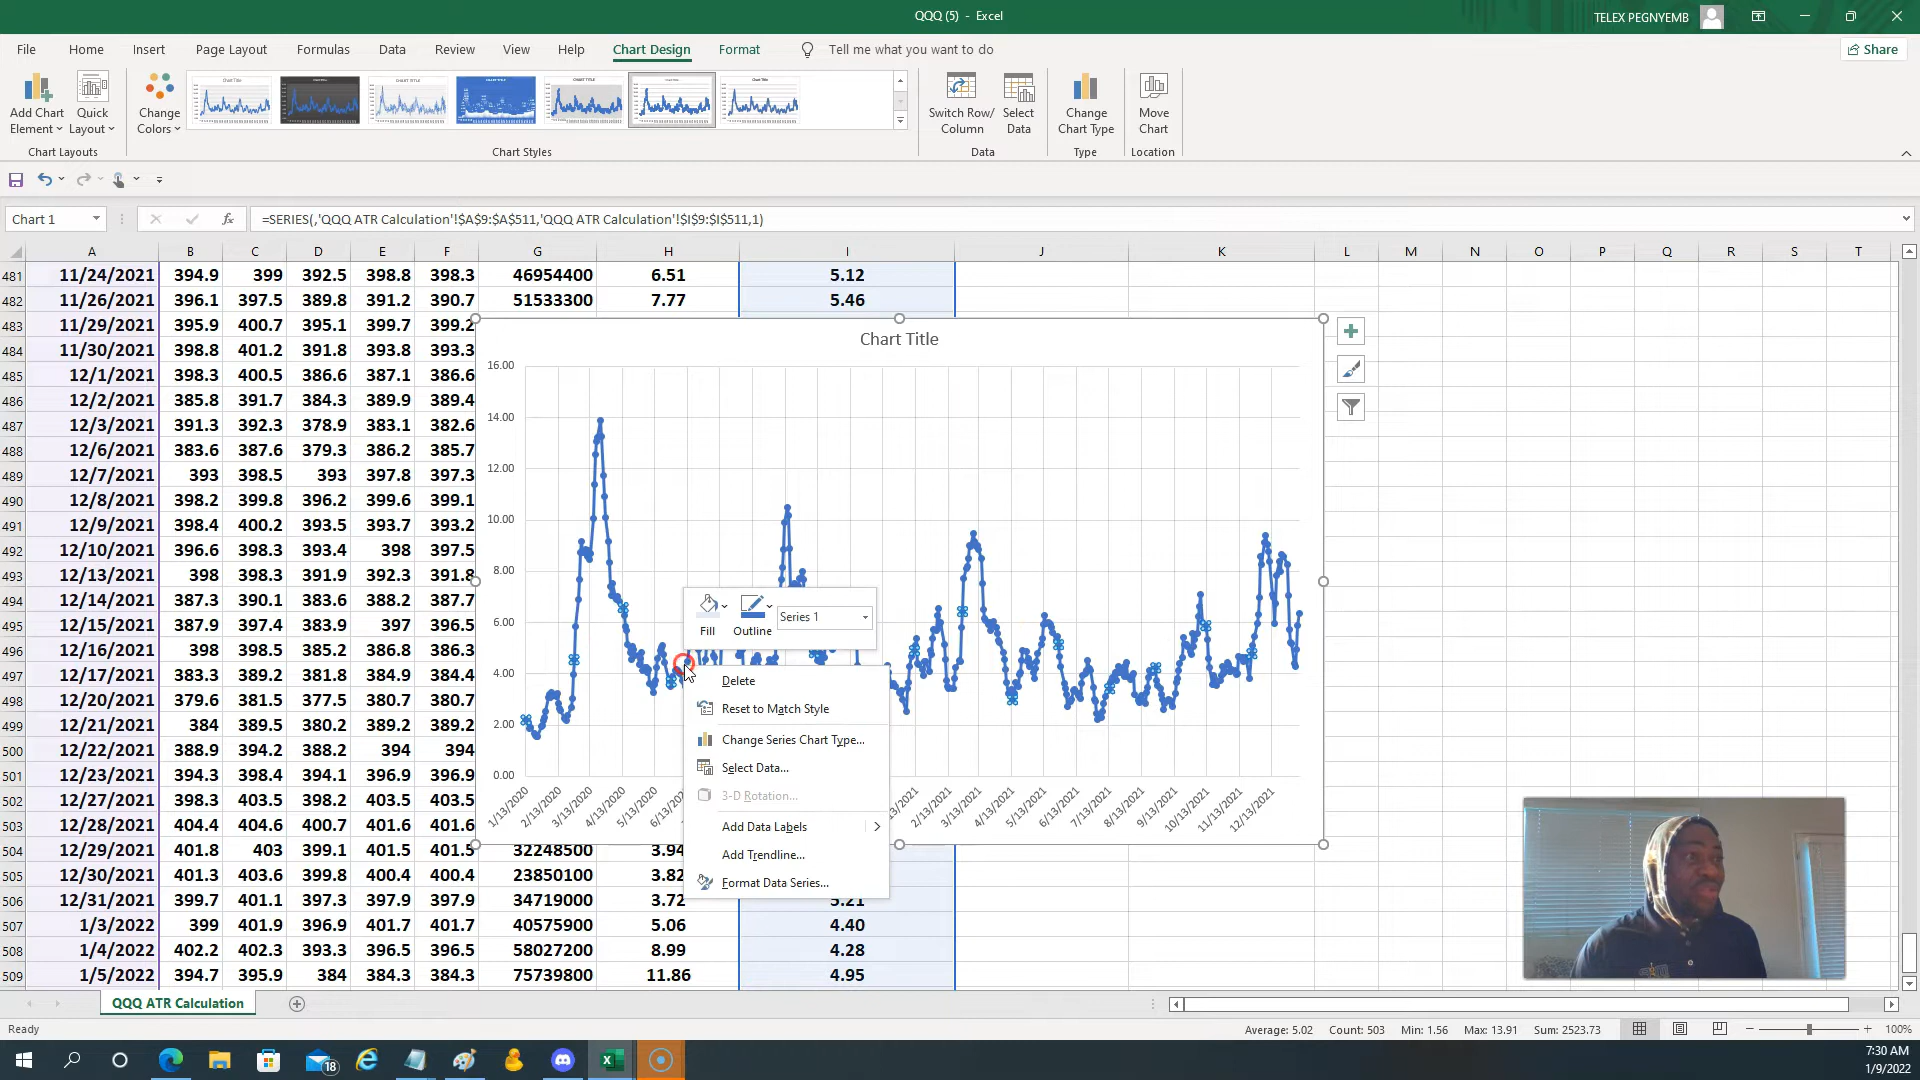 QQQ (5) - Excel
TELEX PEGNYEMB
File Home Insert Page Layout Formulas Data Review View Help Chart Design Format Tell me what you want to do Share
Add Chart Element Quick Layout Change Colors Switch Row/ Column Select Data Change Chart Type Move Chart
Chart Layouts Chart Styles Data Type Location
Chart 1 fx =SERIES(,'QQQ ATR Calculation'!$A$9:$A$511,'QQQ ATR Calculation'!$I$9:$I$511,1)
A B C D E F G H I J K L M N O P Q R S T
481 11/24/2021 394.9 399 392.5 398.8 398.3 46954400 6.51 5.12
482 11/26/2021 396.1 397.5 389.8 391.2 390.7 51533300 7.77 5.46
483 11/29/2021 395.9 400.7 395.1 399.7 399.2
484 11/30/2021 398.8 401.2 391.8 393.8 393.3
485 12/1/2021 398.3 400.5 386.6 387.1 386.6
486 12/2/2021 385.8 391.7 384.3 389.9 389.4
487 12/3/2021 391.3 392.3 378.9 383.1 382.6
488 12/6/2021 383.6 387.6 379.3 386.2 385.7
489 12/7/2021 393 398.5 393 397.8 397.3
490 12/8/2021 398.2 399.8 396.2 399.6 399.1
491 12/9/2021 398.4 400.2 393.5 393.7 393.2
492 12/10/2021 396.6 398.3 393.4 398 397.5
493 12/13/2021 398 398.3 391.9 392.3 391.8
494 12/14/2021 387.3 390.1 383.6 388.2 387.7
495 12/15/2021 387.9 397.4 383.9 397 396.5
496 12/16/2021 398 398.5 385.2 386.8 386.3
497 12/17/2021 383.3 389.2 381.8 384.9 384.4
498 12/20/2021 379.6 381.5 377.5 380.7 380.7
499 12/21/2021 384 389.5 380.2 389.2 389.2
500 12/22/2021 388.9 394.2 388.2 394 394
501 12/23/2021 394.3 398.4 394.1 396.9 396.9
502 12/27/2021 398.3 403.5 398.2 403.5 403.5
503 12/28/2021 404.4 404.6 400.7 401.6 401.6
504 12/29/2021 401.8 403 399.1 401.5 401.5 32248500 3.94
505 12/30/2021 401.3 403.6 399.8 400.4 400.4 23850100 3.82
506 12/31/2021 399.7 401.1 397.3 397.9 397.9 34719000 3.72 5.21
507 1/3/2022 399 401.9 396.9 401.7 401.7 40575900 5.06 4.40
508 1/4/2022 402.2 402.3 393.3 396.5 396.5 58027200 8.99 4.28
509 1/5/2022 394.7 395.9 384 384.3 384.3 75739800 11.86 4.95
Chart Title
16.00
14.00
12.00
10.00
8.00
6.00
4.00
2.00
0.00
1/13/2020 2/13/2020 3/13/2020 4/13/2020 5/13/2020 2/13/2021 3/13/2021 4/13/2021 5/13/2021 6/13/2021 7/13/2021 8/13/2021 9/13/2021 10/13/2021 11/13/2021 12/13/2021
Fill Outline Series 1
Delete
Reset to Match Style
Change Series Chart Type...
Select Data...
3-D Rotation...
Add Data Labels
Add Trendline...
Format Data Series...
QQQ ATR Calculation
Ready Average: 5.02 Count: 503 Min: 1.56 Max: 13.91 Sum: 2523.73 100%
18
7:30 AM
1/9/2022